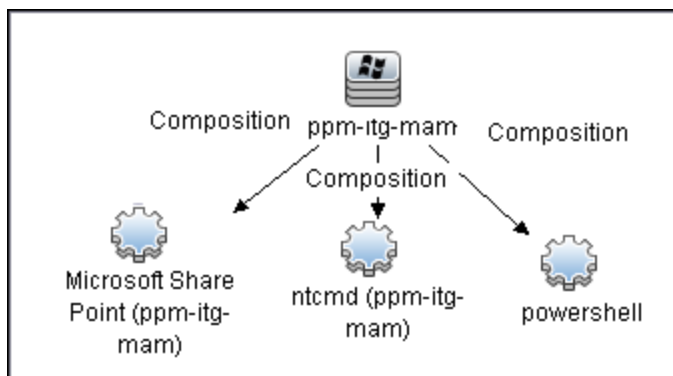 Composition
ppm-itg-mam
Composition
Composition
Microsoft Share
Point (ppm-itg-
mam)
ntcmd (ppm-itg-
mam)
powershell